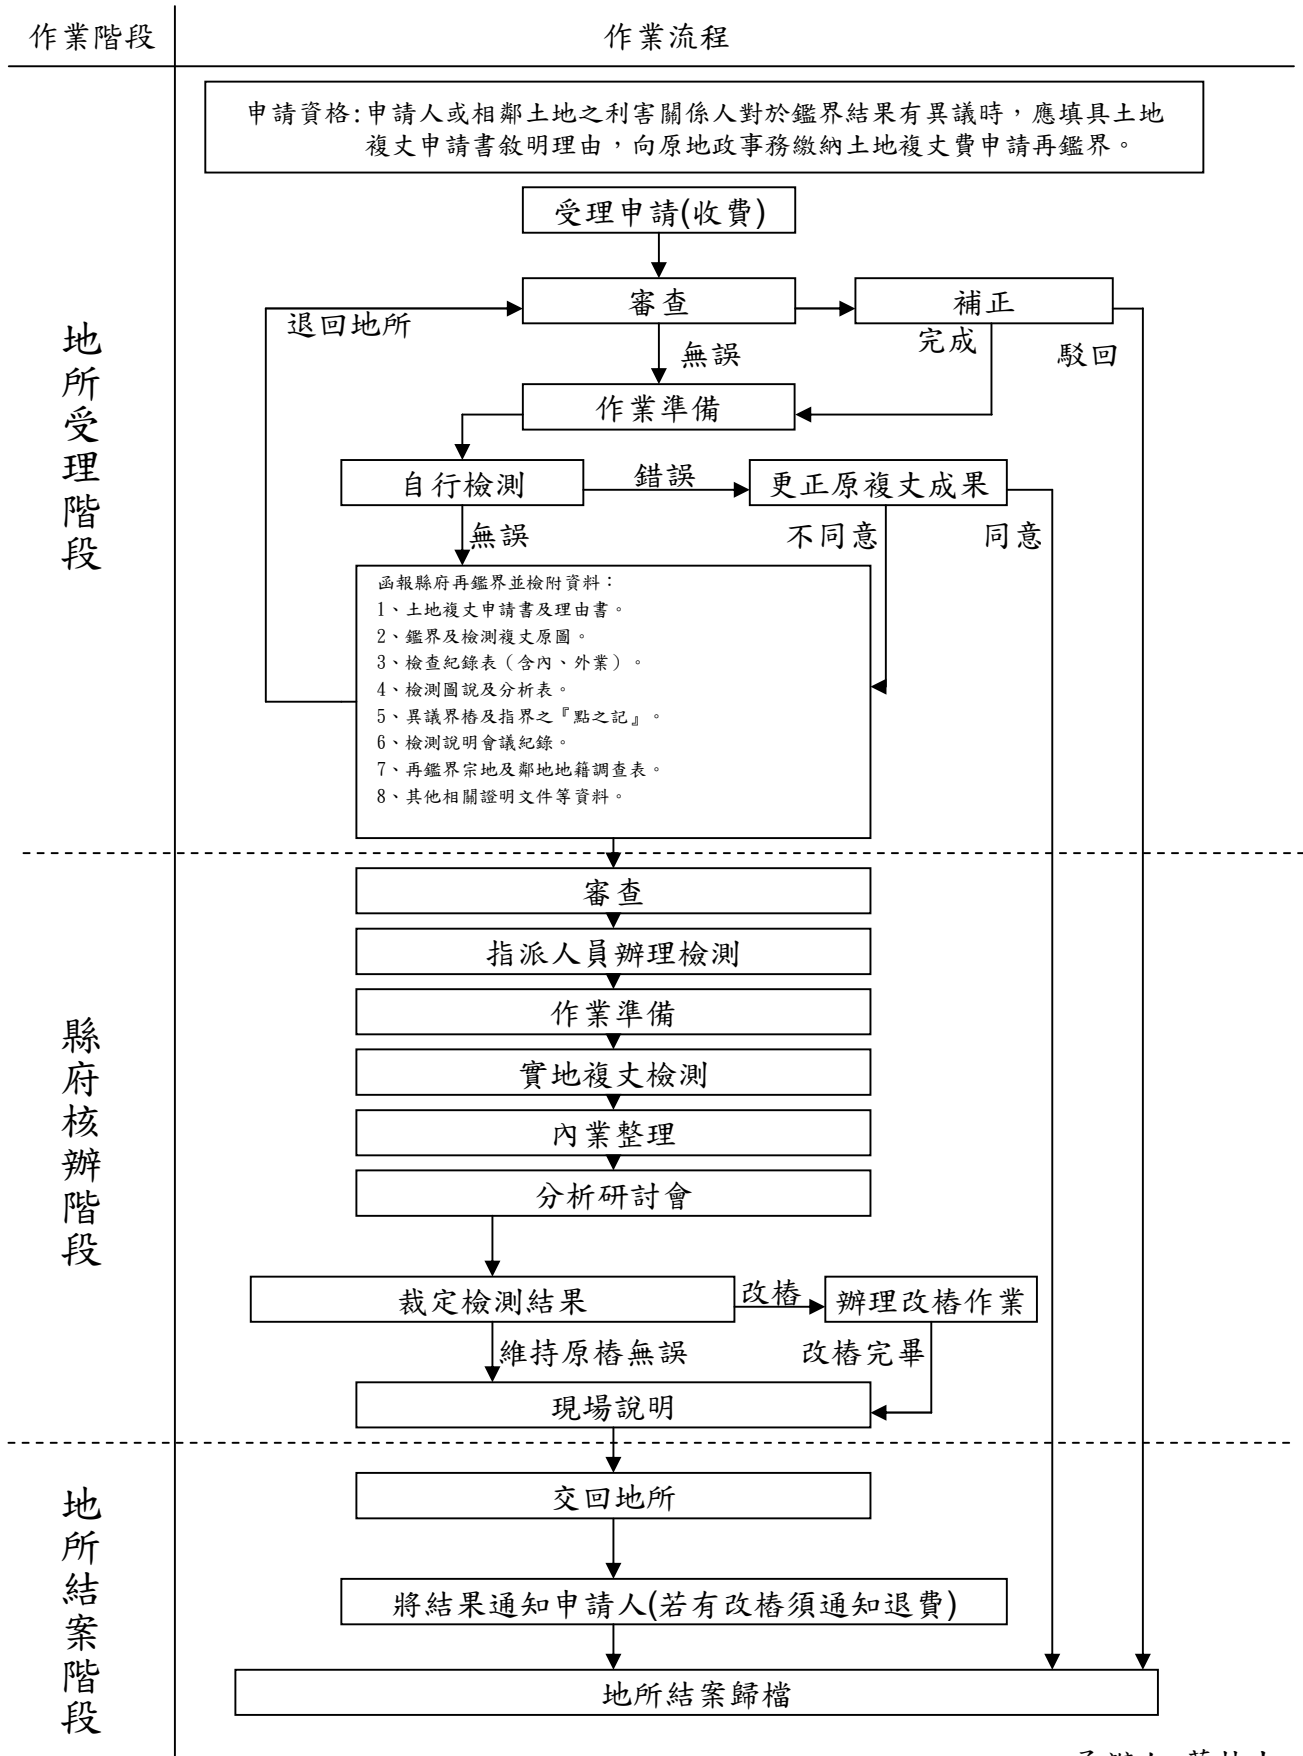 作業階段
作業流程
申請資格:申請人或相鄰土地之利害關係人對於鑑界結果有異議時，應填具土地
複丈申請書敘明理由，向原地政事務繳納土地複丈費申請再鑑界。
地所受理階段
受理申請(收費)
審查
補正
退回地所
無誤
完成
駁回
作業準備
自行檢測
錯誤
更正原複丈成果
無誤
不同意
同意
函報縣府再鑑界並檢附資料：
1、土地複丈申請書及理由書。
2、鑑界及檢測複丈原圖。
3、檢查紀錄表（含內、外業）。
4、檢測圖說及分析表。
5、異議界樁及指界之『點之記』。
6、檢測說明會議紀錄。
7、再鑑界宗地及鄰地地籍調查表。
8、其他相關證明文件等資料。
縣府核辦階段
審查
指派人員辦理檢測
作業準備
實地複丈檢測
內業整理
分析研討會
裁定檢測結果
改樁
辦理改樁作業
維持原樁無誤
改樁完畢
現場說明
地所結案階段
交回地所
將結果通知申請人(若有改樁須通知退費)
地所結案歸檔